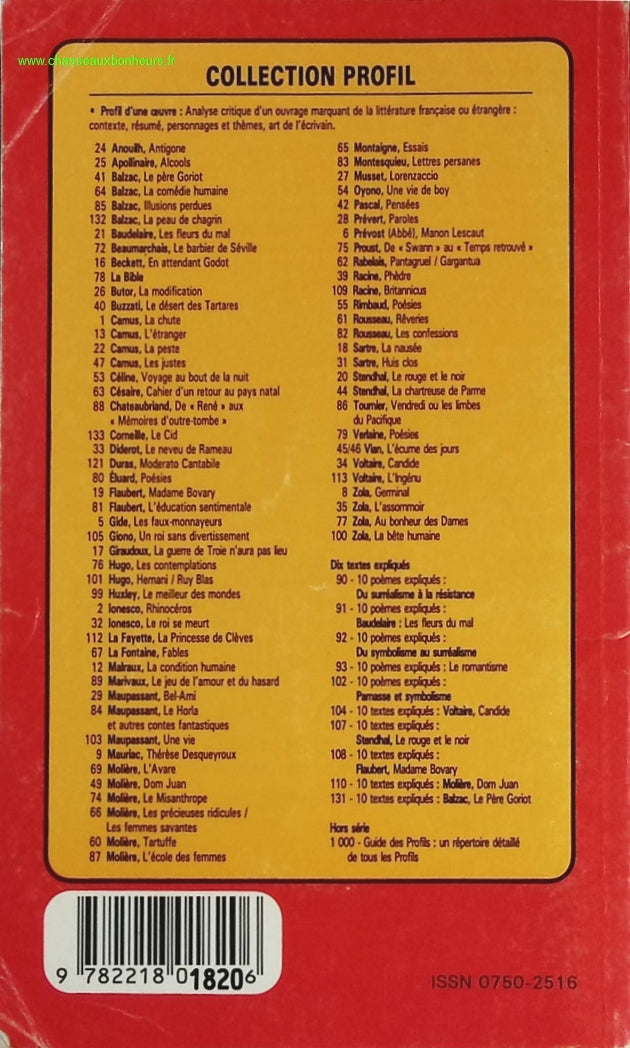 www.chasseauxbonheurs.fr
COLLECTION PROFIL
• Profil d'une œuvre : Analyse critique d'un ouvrage marquant de la littérature française ou étrangère :
contexte, résumé, personnages et thèmes, art de l'écrivain.
24 Anouilh, Antigone
25 Apollinaire, Alcools
41 Balzac, Le père Goriot
64 Balzac, La comédie humaine
85 Balzac, Illusions perdues
132 Balzac, La peau de chagrin
21 Baudelaire, Les fleurs du mal
72 Beaumarchais, Le barbier de Séville
16 Beckett, En attendant Godot
78 La Bible
26 Butor, La modification
40 Buzzati, Le désert des Tartares
1 Camus, La chute
13 Camus, L'étranger
22 Camus, La peste
47 Camus, Les justes
53 Céline, Voyage au bout de la nuit
63 Césaire, Cahier d'un retour au pays natal
88 Chateaubriand, De « René » aux
« Mémoires d'outre-tombe »
133 Corneille, Le Cid
33 Diderot, Le neveu de Rameau
121 Duras, Moderato Cantabile
80 Éluard, Poésies
19 Flaubert, Madame Bovary
81 Flaubert, L'éducation sentimentale
5 Gide, Les faux-monnayeurs
105 Giono, Un roi sans divertissement
17 Giraudoux, La guerre de Troie n'aura pas lieu
76 Hugo, Les contemplations
101 Hugo, Hernani / Ruy Blas
99 Huxley, Le meilleur des mondes
2 Ionesco, Rhinocéros
32 Ionesco, Le roi se meurt
112 La Fayette, La Princesse de Clèves
67 La Fontaine, Fables
12 Malraux, La condition humaine
89 Marivaux, Le jeu de l'amour et du hasard
29 Maupassant, Bel-Ami
84 Maupassant, Le Horla
et autres contes fantastiques
103 Maupassant, Une vie
9 Mauriac, Thérèse Desqueyroux
69 Molière, L'Avare
49 Molière, Dom Juan
74 Molière, Le Misanthrope
66 Molière, Les précieuses ridicules /
Les femmes savantes
60 Molière, Tartuffe
87 Molière, L'école des femmes
65 Montaigne, Essais
83 Montesquieu, Lettres persanes
27 Musset, Lorenzaccio
54 Oyono, Une vie de boy
42 Pascal, Pensées
28 Prévert, Paroles
6 Prévost (Abbé), Manon Lescaut
75 Proust, De « Swann » au « Temps retrouvé »
62 Rabelais, Pantagruel / Gargantua
39 Racine, Phèdre
109 Racine, Britannicus
55 Rimbaud, Poésies
61 Rousseau, Rêveries
82 Rousseau, Les confessions
18 Sartre, La nausée
31 Sartre, Huis clos
20 Stendhal, Le rouge et le noir
44 Stendhal, La chartreuse de Parme
86 Tournier, Vendredi ou les limbes
du Pacifique
79 Verlaine, Poésies
45/46 Vian, L'écume des jours
34 Voltaire, Candide
113 Voltaire, L'Ingénu
8 Zola, Germinal
35 Zola, L'assommoir
77 Zola, Au bonheur des Dames
100 Zola, La bête humaine
Dix textes expliqués
90 - 10 poèmes expliqués :
Du surréalisme à la résistance
91 - 10 poèmes expliqués :
Baudelaire : Les fleurs du mal
92 - 10 poèmes expliqués :
Du symbolisme au surréalisme
93 - 10 poèmes expliqués : Le romantisme
102 - 10 poèmes expliqués :
Parnasse et symbolisme
104 - 10 textes expliqués : Voltaire, Candide
107 - 10 textes expliqués :
Stendhal, Le rouge et le noir
108 - 10 textes expliqués :
Flaubert, Madame Bovary
110 - 10 textes expliqués : Molière, Dom Juan
131 - 10 textes expliqués : Balzac, Le Père Goriot
Hors série
1 000 - Guide des Profils : un répertoire détaillé
de tous les Profils
9 782218 018206
ISSN 0750-2516